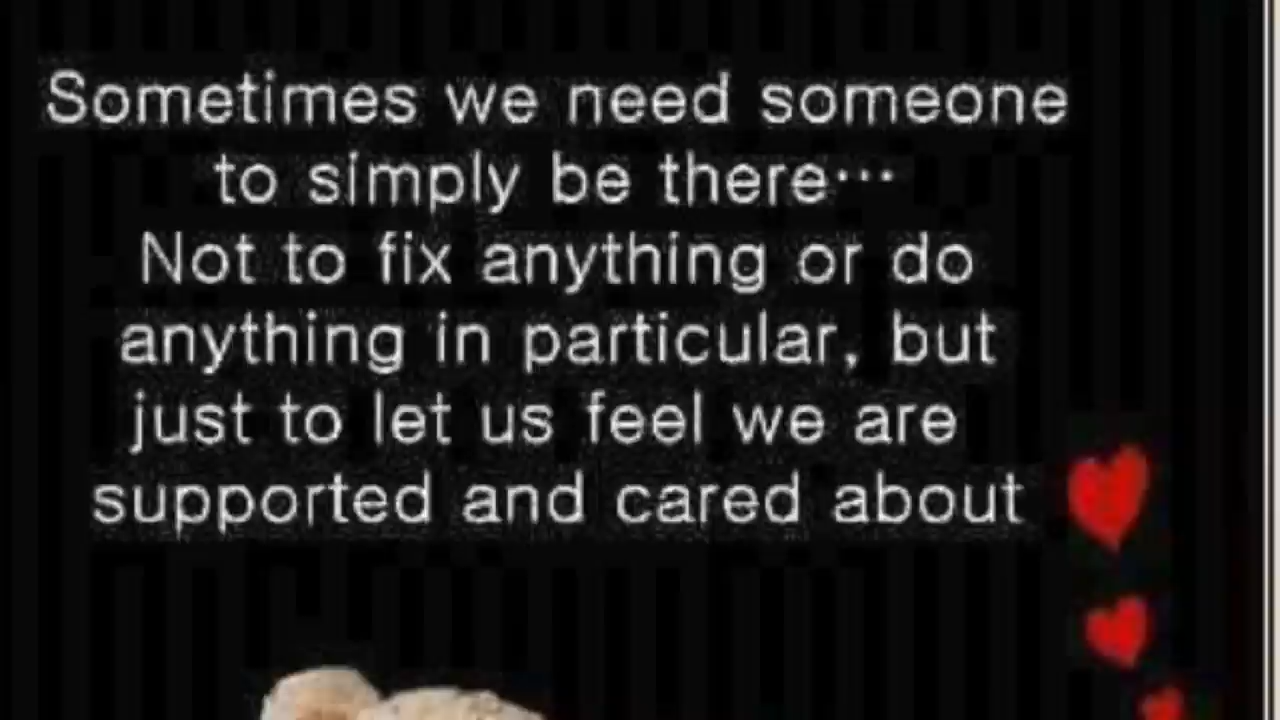 Sometimes we need someone
to simply be there…
Not to fix anything or do
anything in particular, but
just to let us feel we are
supported and cared about